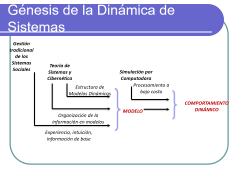 Génesis de la Dinámica de
Sistemas
Gestión
tradicional
de los
Sistemas
Sociales
Teoría de
Sistemas y
Cibernética
Simulación por
Computadora
Estructura de
Modelos Dinámicos
Procesamiento a
bajo costo
COMPORTAMIENTO
DINÁMICO
MODELO
Organización de la
información en modelos
Experiencia, intuición,
información de base